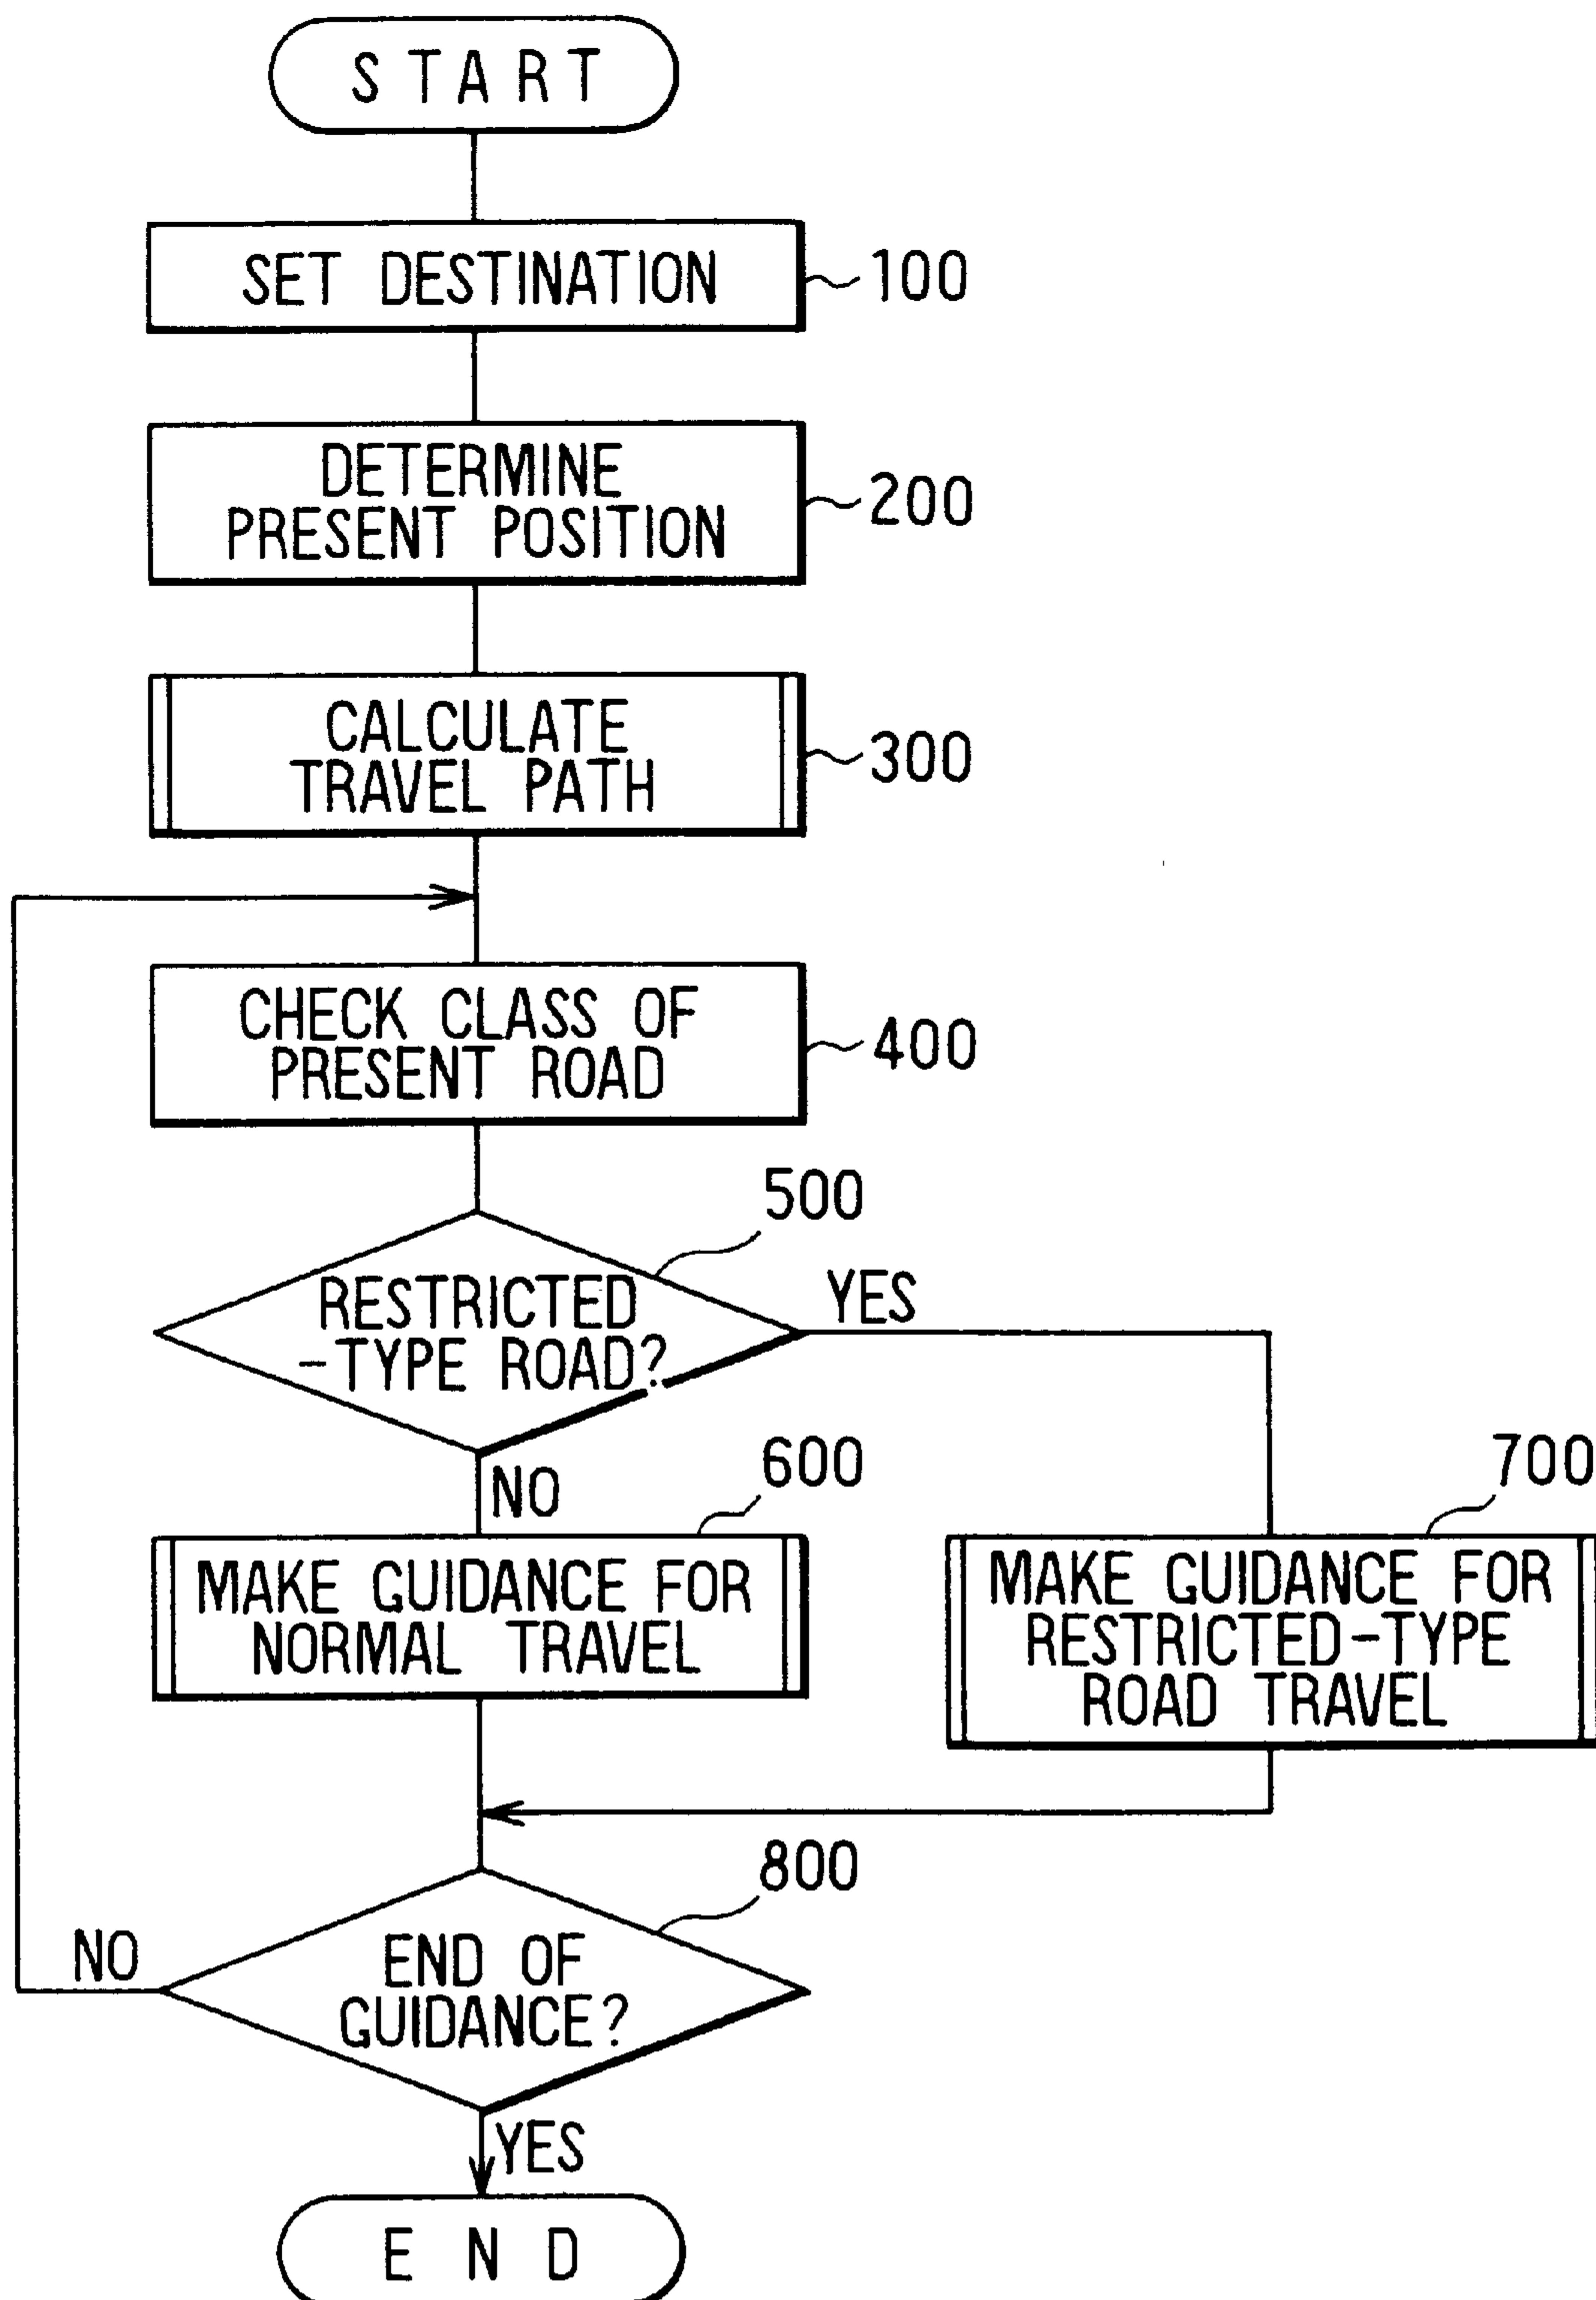 START
SET DESTINATION
100
DETERMINE
PRESENT POSITION
200
CALCULATE
TRAVEL PATH
300
CHECK CLASS OF
PRESENT ROAD
400
500
RESTRICTED
-TYPE ROAD?
YES
NO
600
MAKE GUIDANCE FOR
NORMAL TRAVEL
700
MAKE GUIDANCE FOR
RESTRICTED-TYPE
ROAD TRAVEL
800
END OF
GUIDANCE?
NO
YES
END